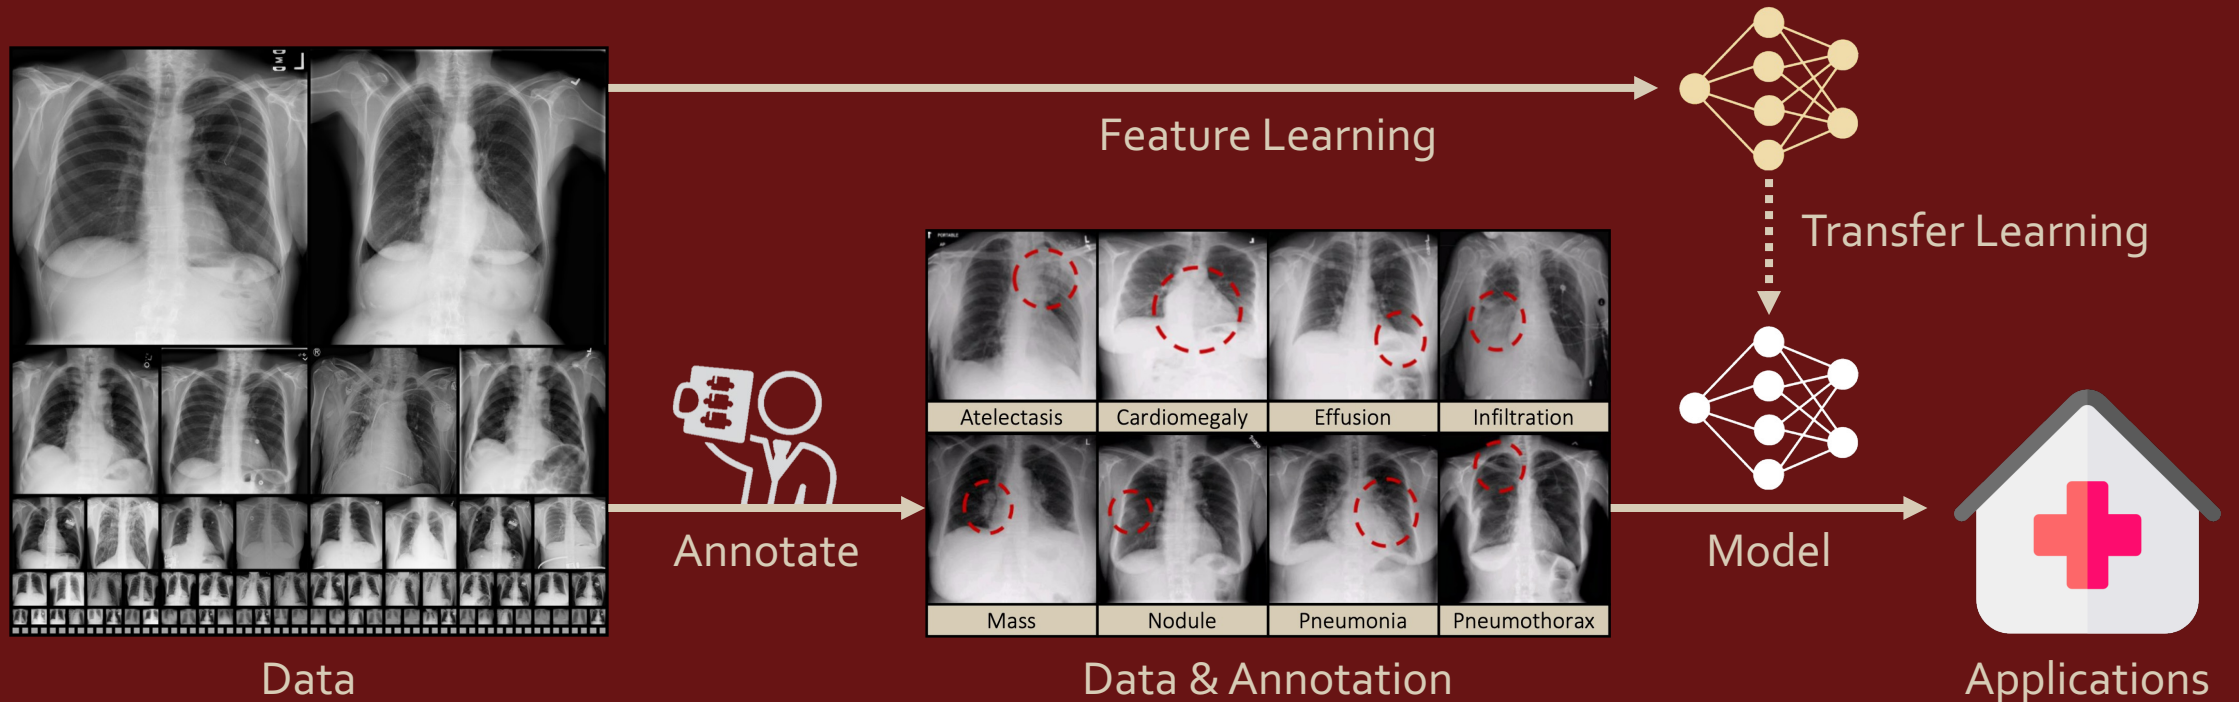 Feature Learning
Transfer Learning
Atelectasis
Cardiomegaly
Effusion
Infiltration
Annotate
Mass
Nodule
Pneumonia
Pneumothorax
Model
Data
Data & Annotation
Applications